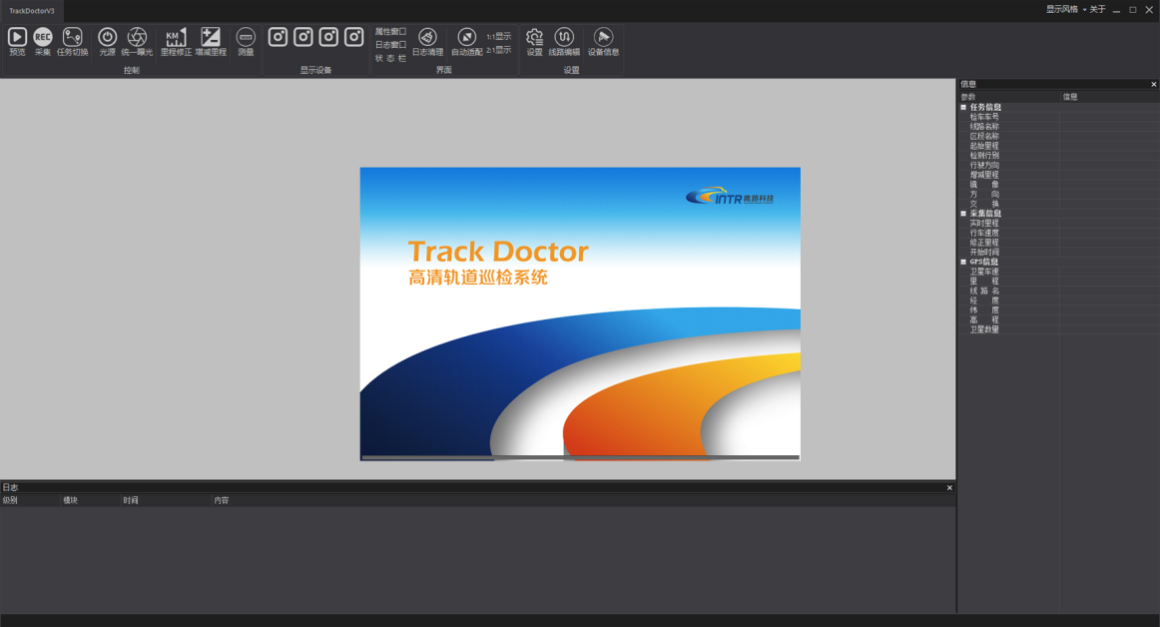 TrackDoctorV3
显示风格
关于
REC
KM
预览
采集
任务切换
光源
统一曝光
里程修正
增减里程
测量
属性窗口
日志窗口
状 态 栏
日志清理
自动适配
1:1显示
2:1显示
设置
线路编辑
设备信息
控制
显示设备
界面
设置
INTR 雅路科技
Track Doctor
高清轨道巡检系统
信息
参数
信息
任务信息
检车车号
线路名称
区段名称
起始里程
检测行别
行驶方向
增减里程
镜 像
方 向
交 换
采集信息
实时里程
行车速度
修正里程
开始时间
GPS信息
卫星车速
里 程
线 路 名
经 度
纬 度
高 程
卫星数量
日志
级别
模块
时间
内容